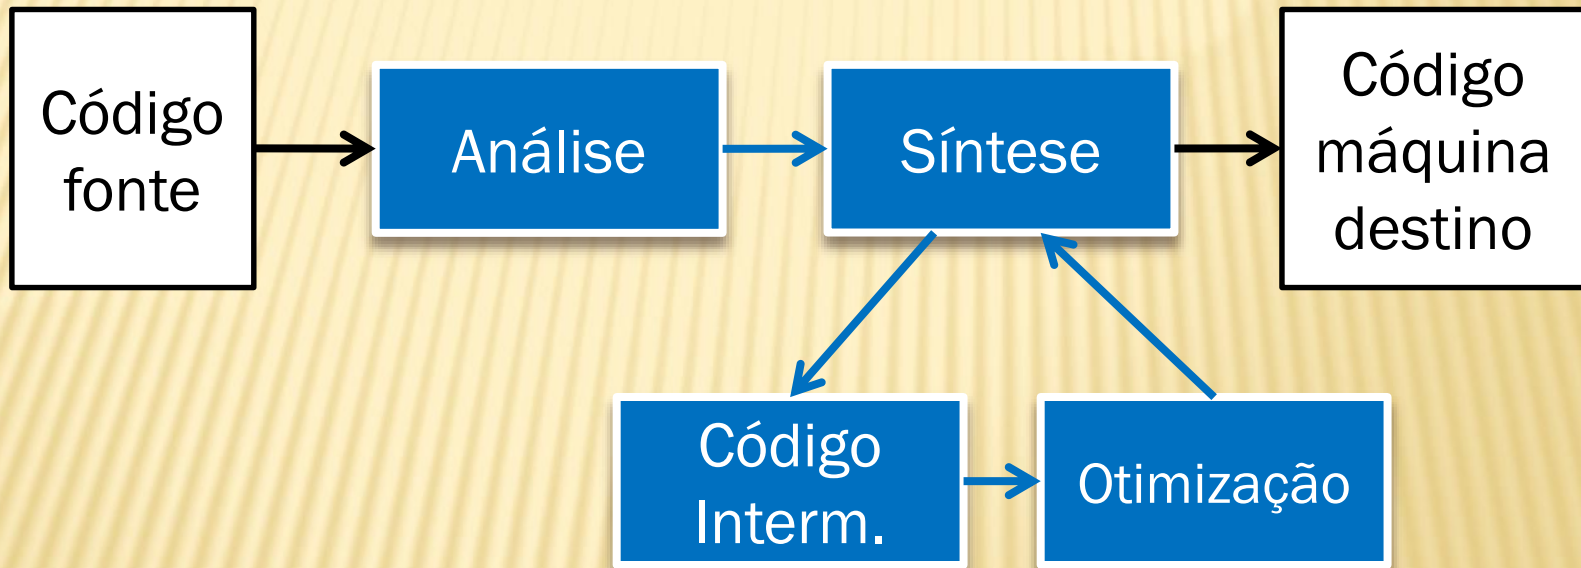 Código
fonte
Análise
Síntese
Código
máquina
destino
Código
Interm.
Otimização